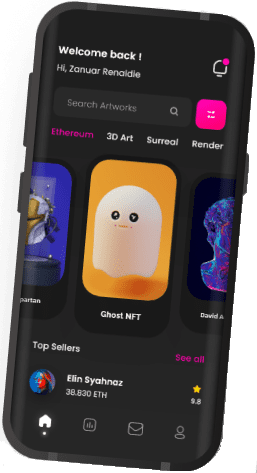 Welcome back !
Hi, Zanuar Renaldie
Search Artworks
Ethereum 3D Art Surreal Render
partan Ghost NFT David A
Top Sellers See all
Elin Syahnaz
38.830 ETH 9.8